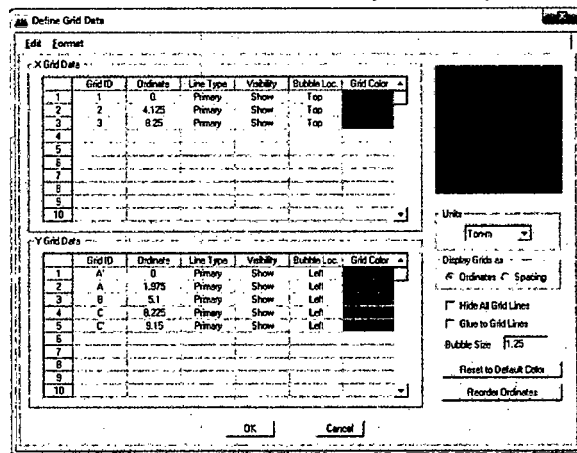 Define Grid Data
Edit Format
X Grid Data
Grid ID Ordinate Line Type Visibility Bubble Loc. Grid Color
1 1 0. Primary Show Top
2 2 4.125 Primary Show Top
3 3 8.25 Primary Show Top
4
5
6
7
8
9
10
Units
Ton-m
Y Grid Data
Grid ID Ordinate Line Type Visibility Bubble Loc. Grid Color
1 A' 0 Primary Show Left
2 A 1.975 Primary Show Left
3 B 5.1 Primary Show Left
4 C 8.225 Primary Show Left
5 C' 9.15 Primary Show Left
6
7
8
9
10
Display Grids as
Ordinates Spacing
Hide All Grid Lines
Glue to Grid Lines
Bubble Size 1.25
Reset to Default Color
Reorder Ordinates
OK Cancel